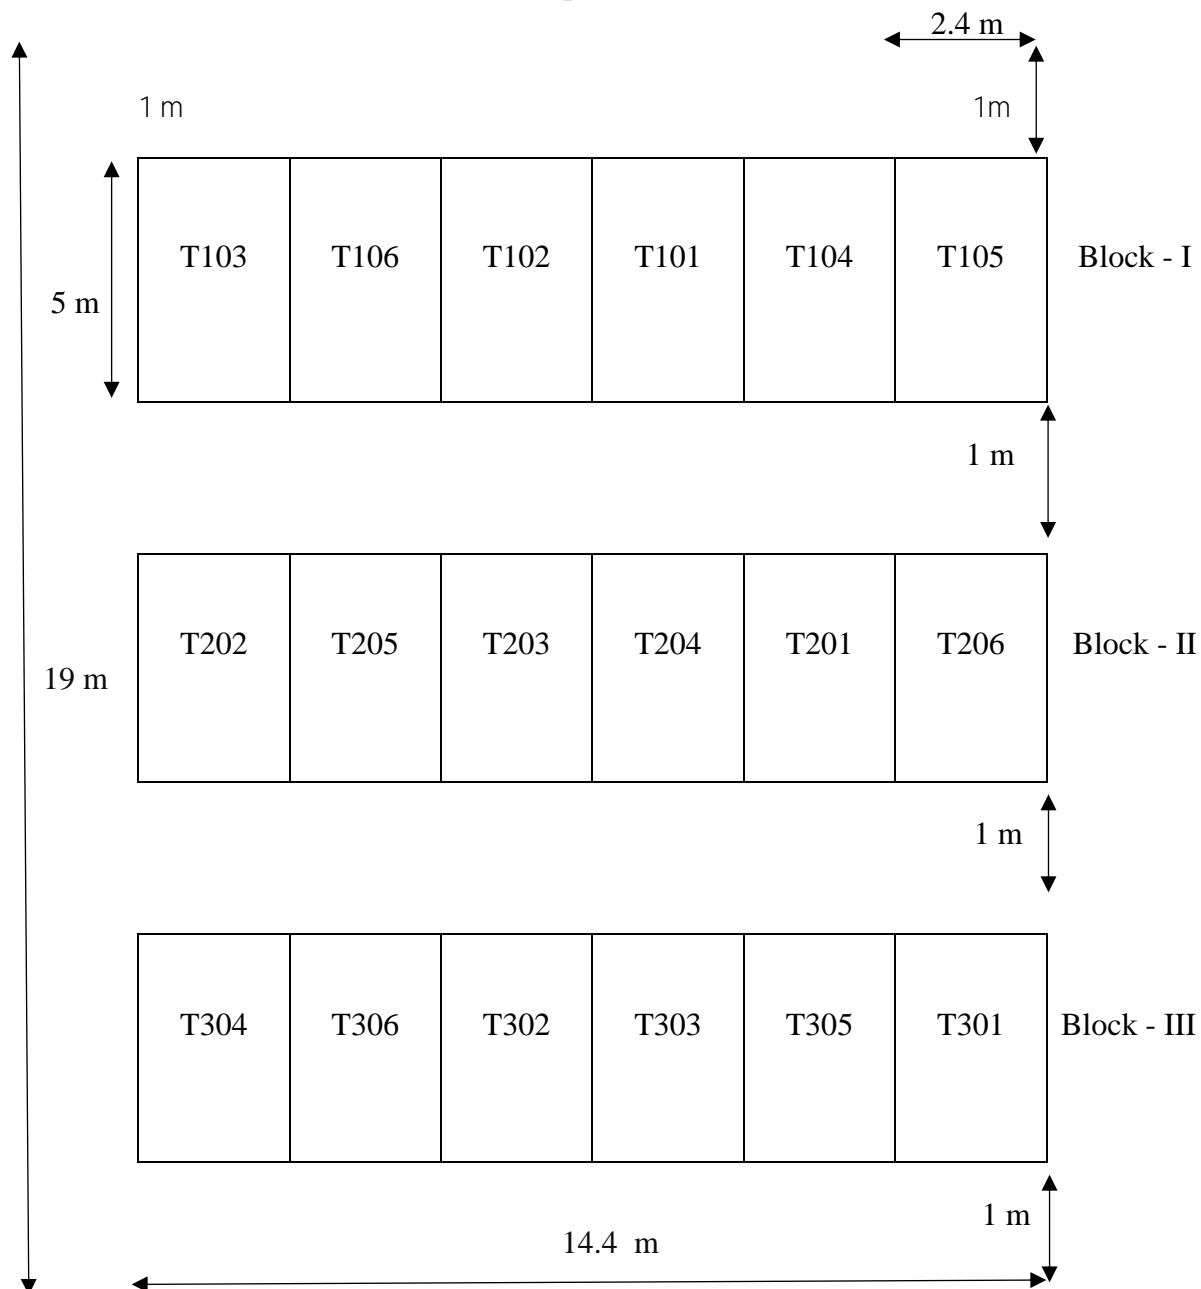 2.4 m
1 m
1m
T103 T106 T102 T101 T104 T105 Block - I
5 m
1 m
T202 T205 T203 T204 T201 T206 Block - II
19 m
1 m
T304 T306 T302 T303 T305 T301 Block - III
1 m
14.4 m